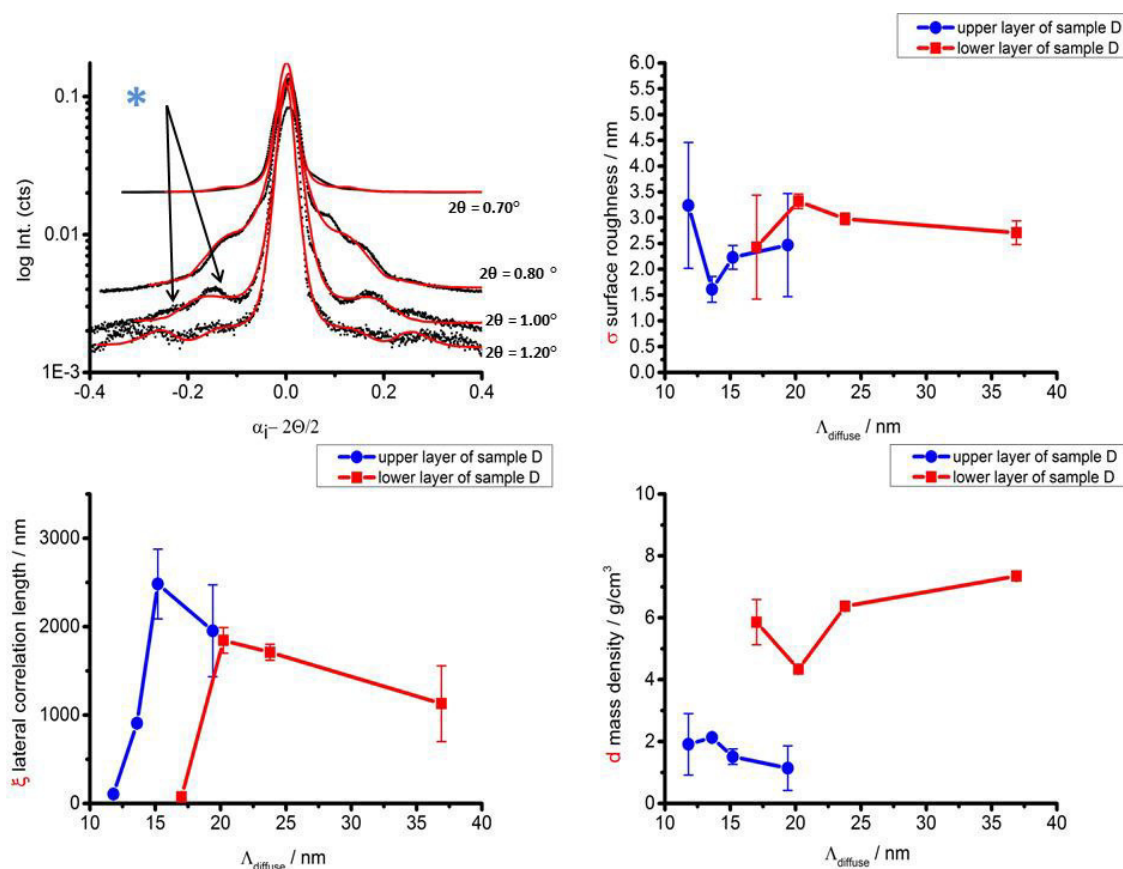 upper layer of sample D
lower layer of sample D
*
0.1
0.01
1E-3
log Int. (cts)
2θ = 0.70°
2θ = 0.80°
2θ = 1.00°
2θ = 1.20°
-0.4 -0.2 0.0 0.2 0.4
αi– 2Θ/2
6.0
5.5
5.0
4.5
4.0
3.5
3.0
2.5
2.0
1.5
1.0
0.5
0.0
σ surface roughness / nm
10 15 20 25 30 35 40
Λdiffuse / nm
upper layer of sample D
lower layer of sample D
3000
2000
1000
0
ξ lateral correlation length / nm
10 15 20 25 30 35 40
Λdiffuse / nm
upper layer of sample D
lower layer of sample D
10
8
6
4
2
0
d mass density / g/cm³
10 15 20 25 30 35 40
Λdiffuse / nm